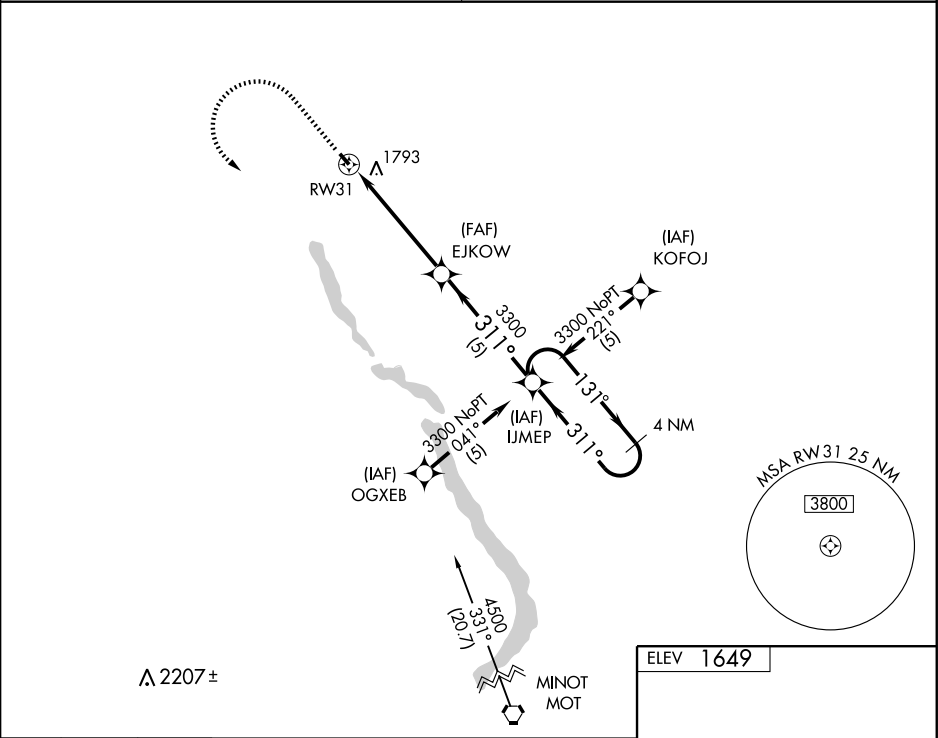 1793
RW31
(FAF)
EJKOW
(IAF)
KOFOJ
3300 NoPT
221°
(5)
3300
311°
(5)
131°
4 NM
(IAF)
IJMEP
311°
3300 NoPT
041°
(5)
(IAF)
OGXEB
MSA RW31 25 NM
3800
4500
331°
(20.7)
MINOT
MOT
2207±
ELEV 1649